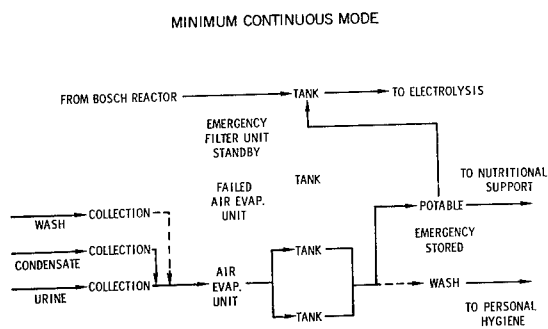 MINIMUM CONTINUOUS MODE
FROM BOSCH REACTOR
TANK
TO ELECTROLYSIS
EMERGENCY
FILTER UNIT
STANDBY
FAILED
AIR EVAP.
UNIT
TANK
TO NUTRITIONAL
SUPPORT
WASH
COLLECTION
POTABLE
EMERGENCY
STORED
CONDENSATE
COLLECTION
TANK
URINE
COLLECTION
AIR
EVAP.
UNIT
WASH
TANK
TO PERSONAL
HYGIENE